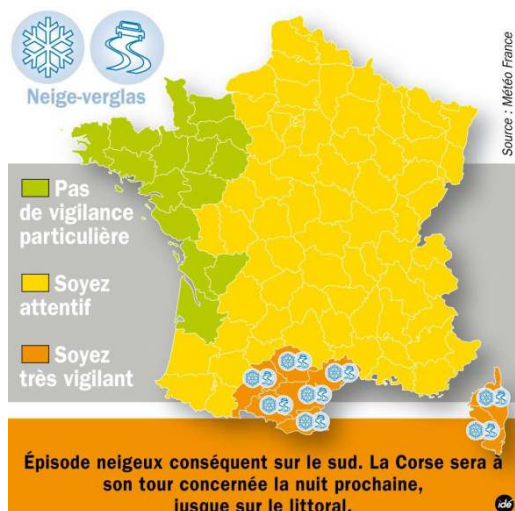 Neige-verglas
Source : Météo France
Pas
de vigilance
particulière
Soyez
attentif
Soyez
très vigilant
Épisode neigeux conséquent sur le sud. La Corse sera à
son tour concernée la nuit prochaine,
jusque sur le littoral.
idé